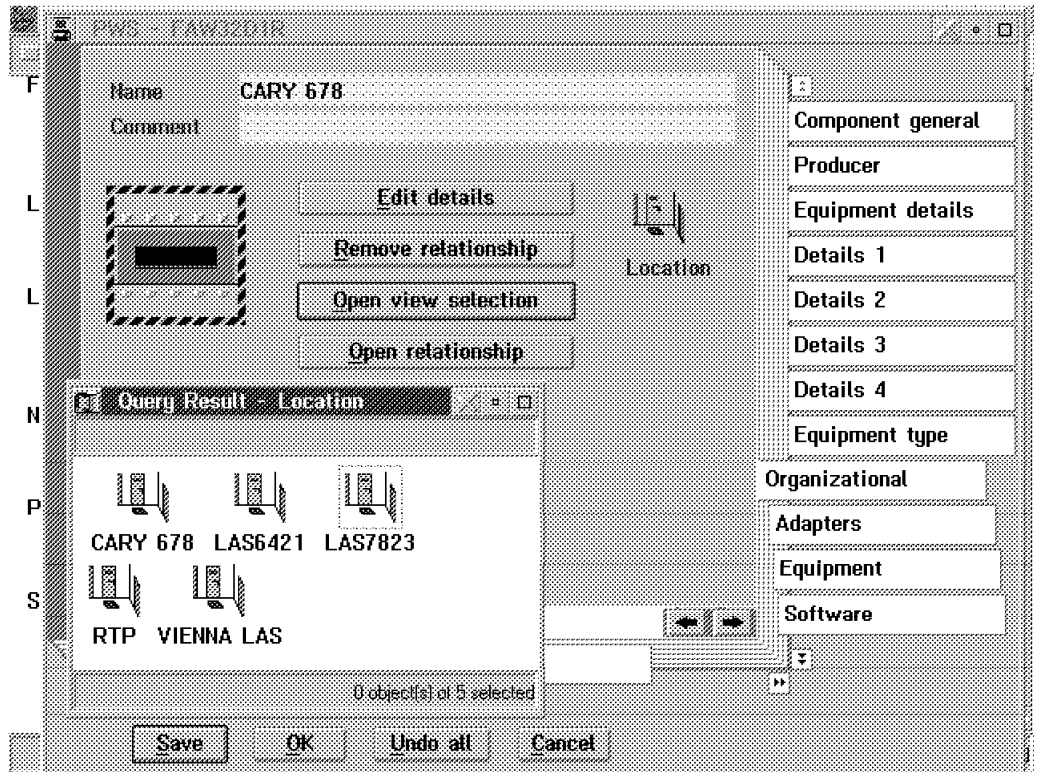 PWS - FAW32D1R
F
Name CARY 678
Comment
Component general
Producer
L
Edit details
Equipment details
Remove relationship
Details 1
Location
L
Open view selection
Details 2
Open relationship
Details 3
Details 4
N
Query Result - Location
Equipment type
Organizational
P
Adapters
CARY 678 LAS6421 LAS7823
Equipment
S
Software
RTP VIENNA LAS
0 object(s) of 5 selected
Save OK Undo all Cancel